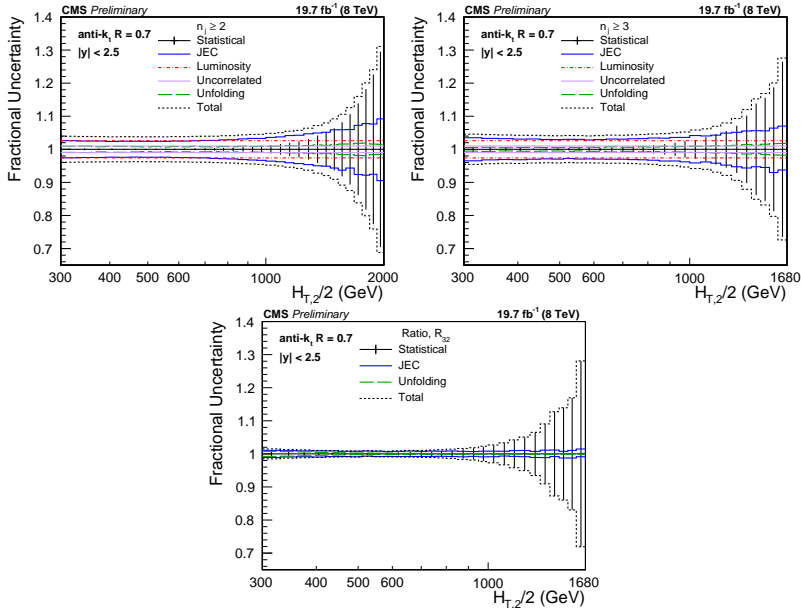 CMS Preliminary 19.7 fb⁻¹ (8 TeV)
anti-kₜ R = 0.7
|y| < 2.5
nⱼ ≥ 2
Statistical
JEC
Luminosity
Uncorrelated
Unfolding
Total
Fractional Uncertainty
1.4
1.3
1.2
1.1
1
0.9
0.8
0.7
300 400 500 600 1000 2000
H_T,2/2 (GeV)
CMS Preliminary 19.7 fb⁻¹ (8 TeV)
anti-kₜ R = 0.7
|y| < 2.5
nⱼ ≥ 3
Statistical
JEC
Luminosity
Uncorrelated
Unfolding
Total
Fractional Uncertainty
1.4
1.3
1.2
1.1
1
0.9
0.8
0.7
300 400 500 600 1000 1680
H_T,2/2 (GeV)
CMS Preliminary 19.7 fb⁻¹ (8 TeV)
anti-kₜ R = 0.7
|y| < 2.5
Ratio, R₃₂
Statistical
JEC
Unfolding
Total
Fractional Uncertainty
1.4
1.3
1.2
1.1
1
0.9
0.8
0.7
300 400 500 600 1000 1680
H_T,2/2 (GeV)